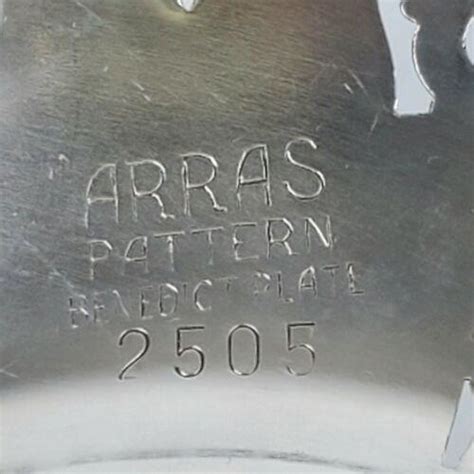 ARRAS
PATTERN
BENEDICT PLATE
2505